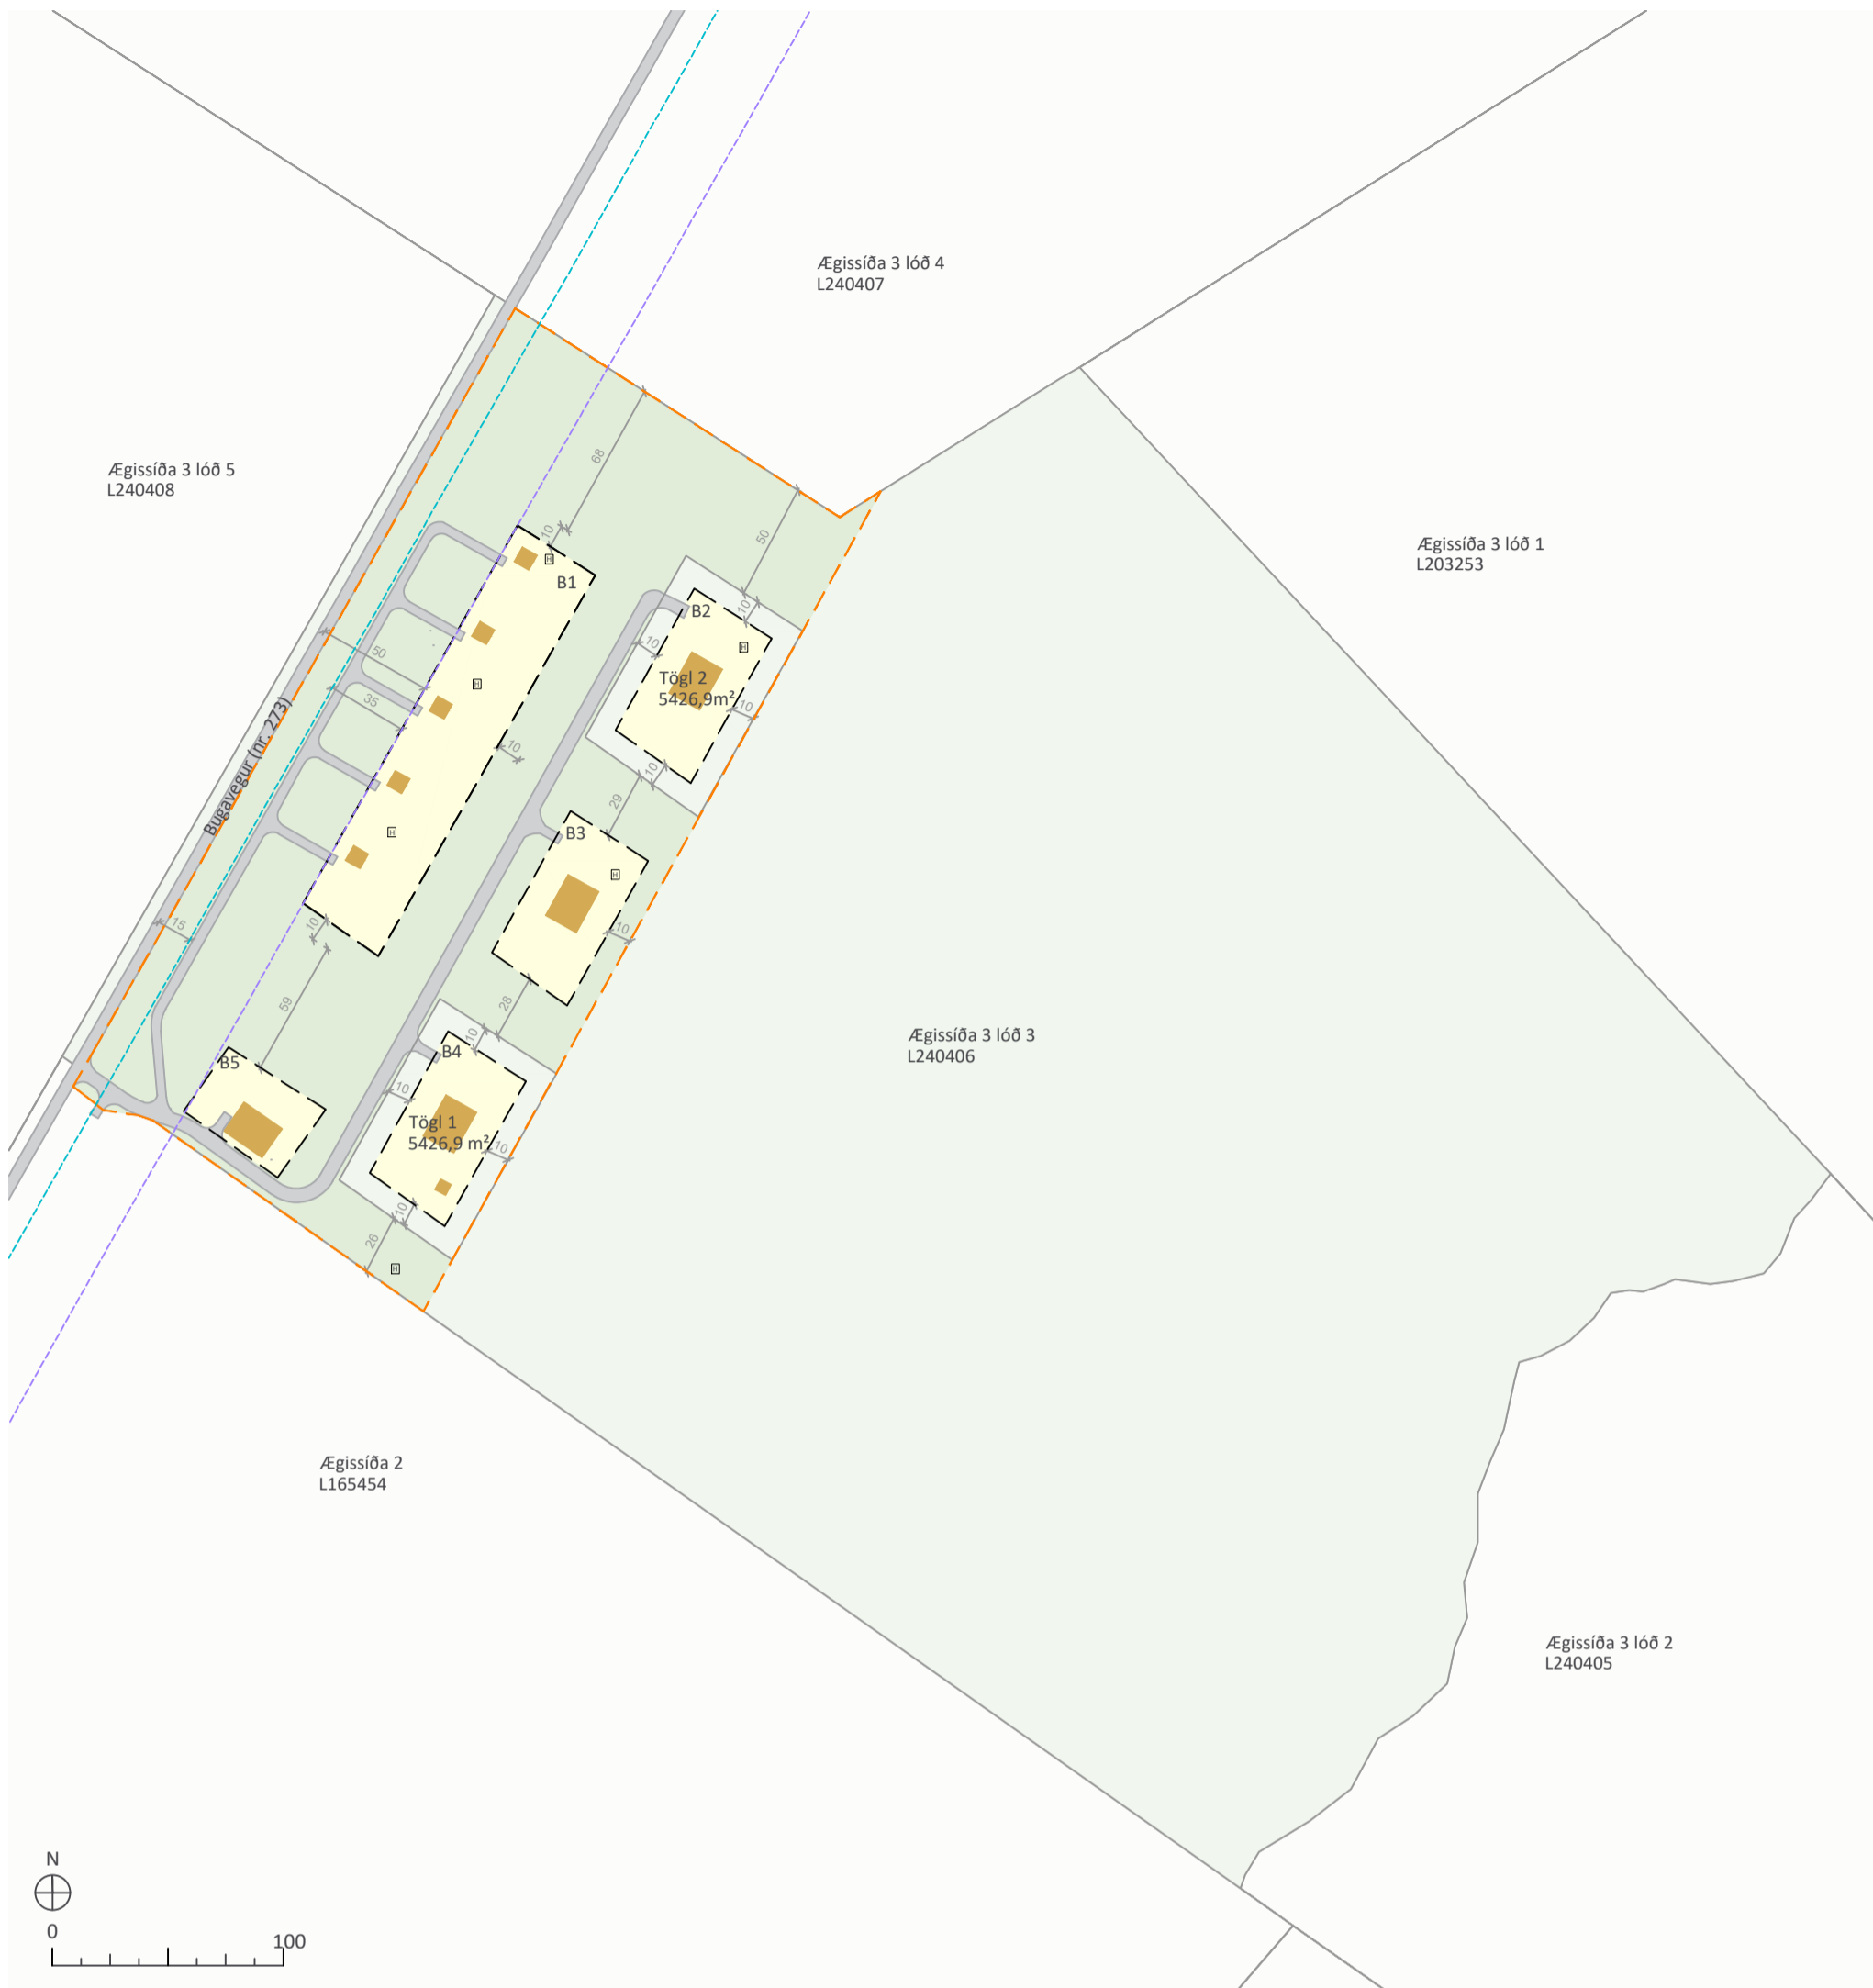 Ægissíða 3 lóð 4
L240407
Ægissíða 3 lóð 5
L240408
68
50
Ægissíða 3 lóð 1
L203253
10
H
B1
10
B2
H
50
10
Tögl 2
5426,9m²
H
35
10
10
Bugavegur (nr. 273)
10
29
H
B3
H
10
15
10
59
28
10
Ægissíða 3 lóð 3
L240406
B4
B5
10
Tögl 1
5426,9 m²
10
10
26
H
Ægissíða 2
L165454
Ægissíða 3 lóð 2
L240405
N
0
100